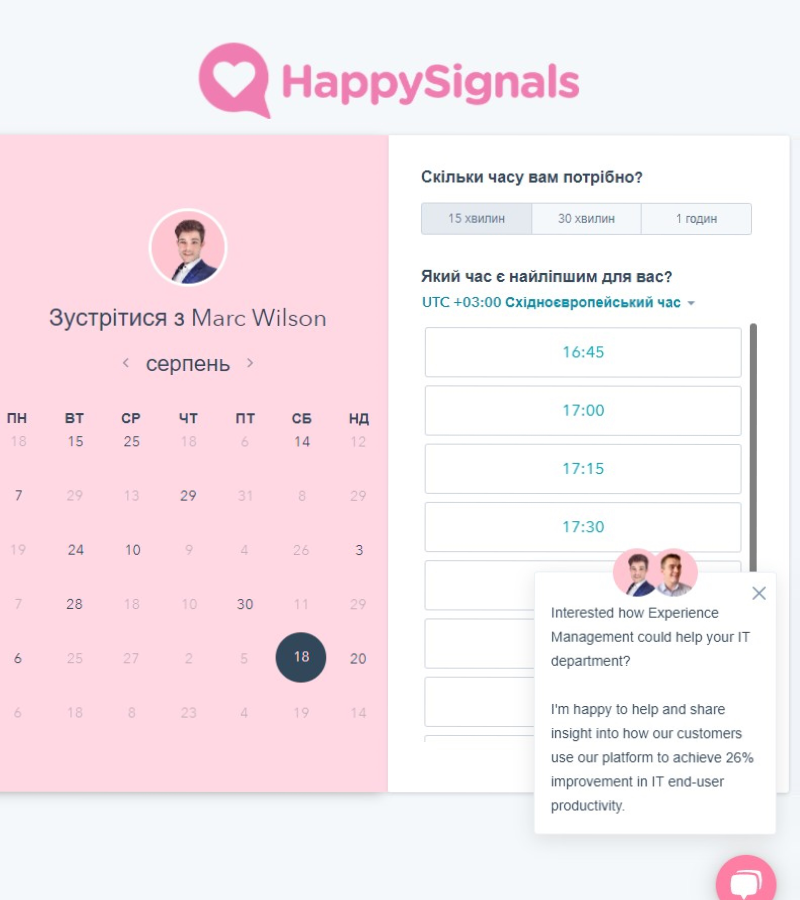 HappySignals
Зустрітися з Marc Wilson
серпень
ПН ВТ СР ЧТ ПТ СБ НД
18 15 25 18 6 14 12
7 29 13 29 31 8 29
19 24 10 9 4 26 3
7 28 18 10 30 11 29
6 25 27 2 5 18 20
6 18 8 23 4 19 14
Скільки часу вам потрібно?
15 хвилин 30 хвилин 1 годин
Який час є найліпшим для вас?
UTC +03:00 Східноєвропейський час
16:45
17:00
17:15
17:30
Interested how Experience
Management could help your IT
department?
I'm happy to help and share
insight into how our customers
use our platform to achieve 26%
improvement in IT end-user
productivity.